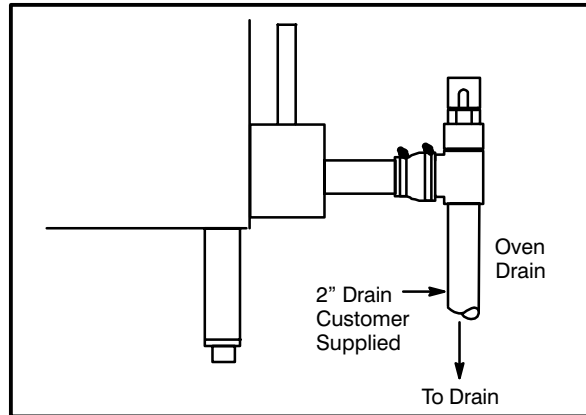 Oven
Drain
2” Drain
Customer
Supplied
To Drain